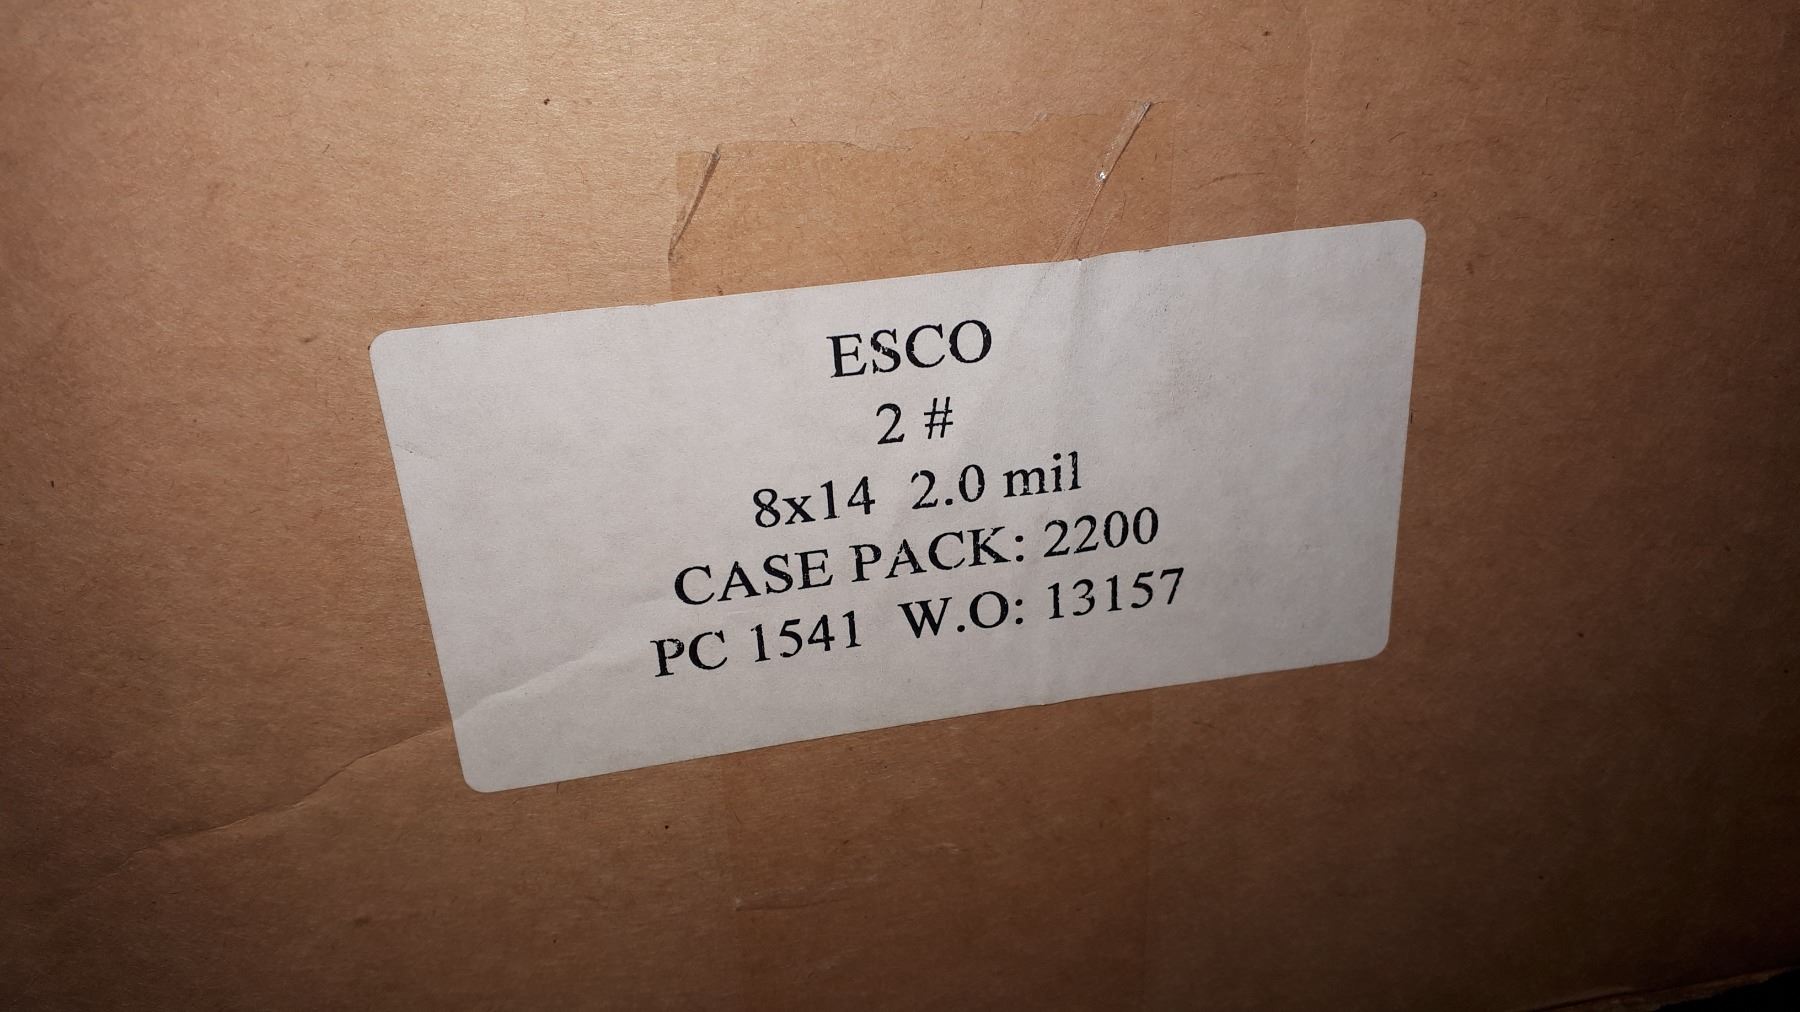 ESCO
2 #
8x14 2.0 mil
CASE PACK: 2200
PC 1541 W.O: 13157